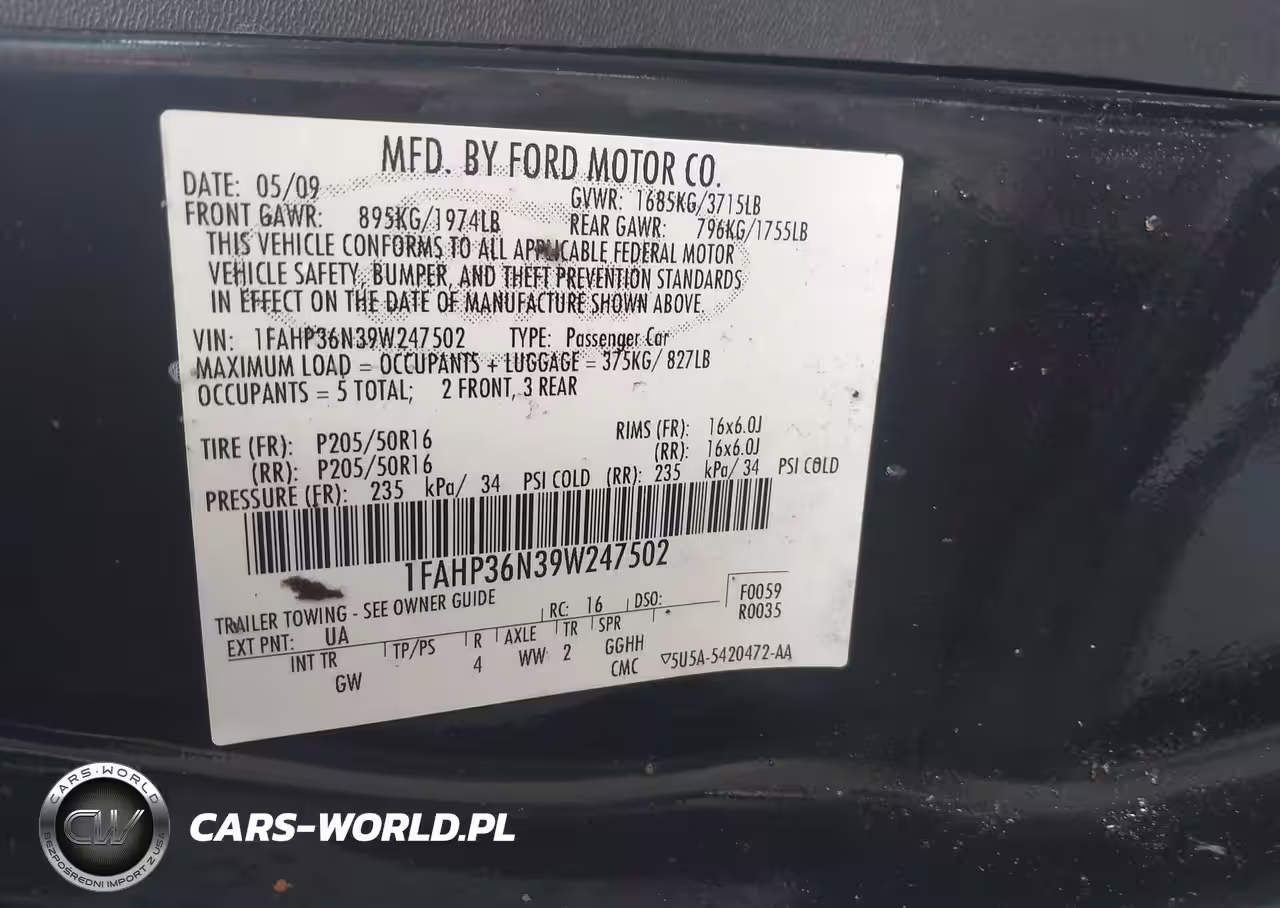 MFD. BY FORD MOTOR CO.
DATE: 05/09 GVWR: 1685KG/3715LB
FRONT GAWR: 895KG/1974LB REAR GAWR: 796KG/1755LB
THIS VEHICLE CONFORMS TO ALL APPLICABLE FEDERAL MOTOR
VEHICLE SAFETY, BUMPER, AND THEFT PREVENTION STANDARDS
IN EFFECT ON THE DATE OF MANUFACTURE SHOWN ABOVE.
VIN: 1FAHP36N39W247502 TYPE: Passenger Car
MAXIMUM LOAD = OCCUPANTS + LUGGAGE = 375KG/ 827LB
OCCUPANTS = 5 TOTAL; 2 FRONT, 3 REAR
TIRE (FR): P205/50R16 RIMS (FR): 16x6.0J
(RR): P205/50R16 (RR): 16x6.0J
PRESSURE (FR): 235 kPa/ 34 PSI COLD (RR): 235 kPa/ 34 PSI COLD
1FAHP36N39W247502
TRAILER TOWING - SEE OWNER GUIDE
EXT PNT: UA RC: 16 DSO: F0059
R0035
INT TR TP/PS R AXLE TR SPR
GW 4 WW 2 GGHH
CMC ▽5U5A-5420472-AA
CARS-WORLD
CW
BEZPOŚREDNI IMPORT Z USA
CARS-WORLD.PL